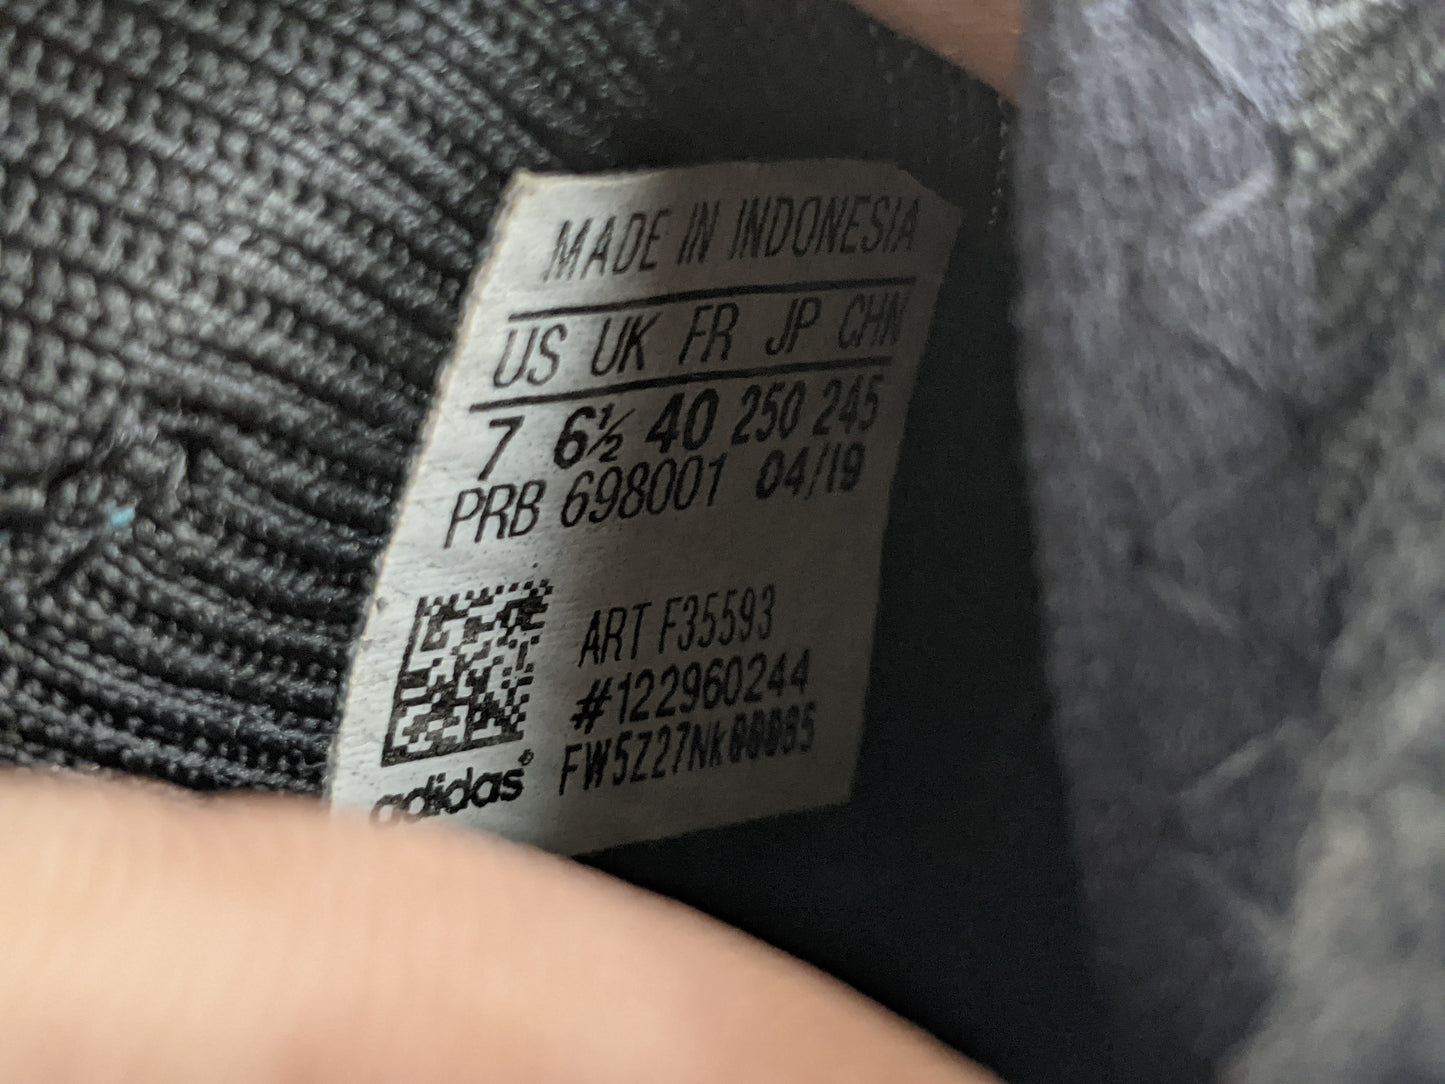 MADE IN INDONESIA
US UK FR JP CHN
7 6½ 40 250 245
PRB 698001 04/19
ART F35593
#122960244
adidas®